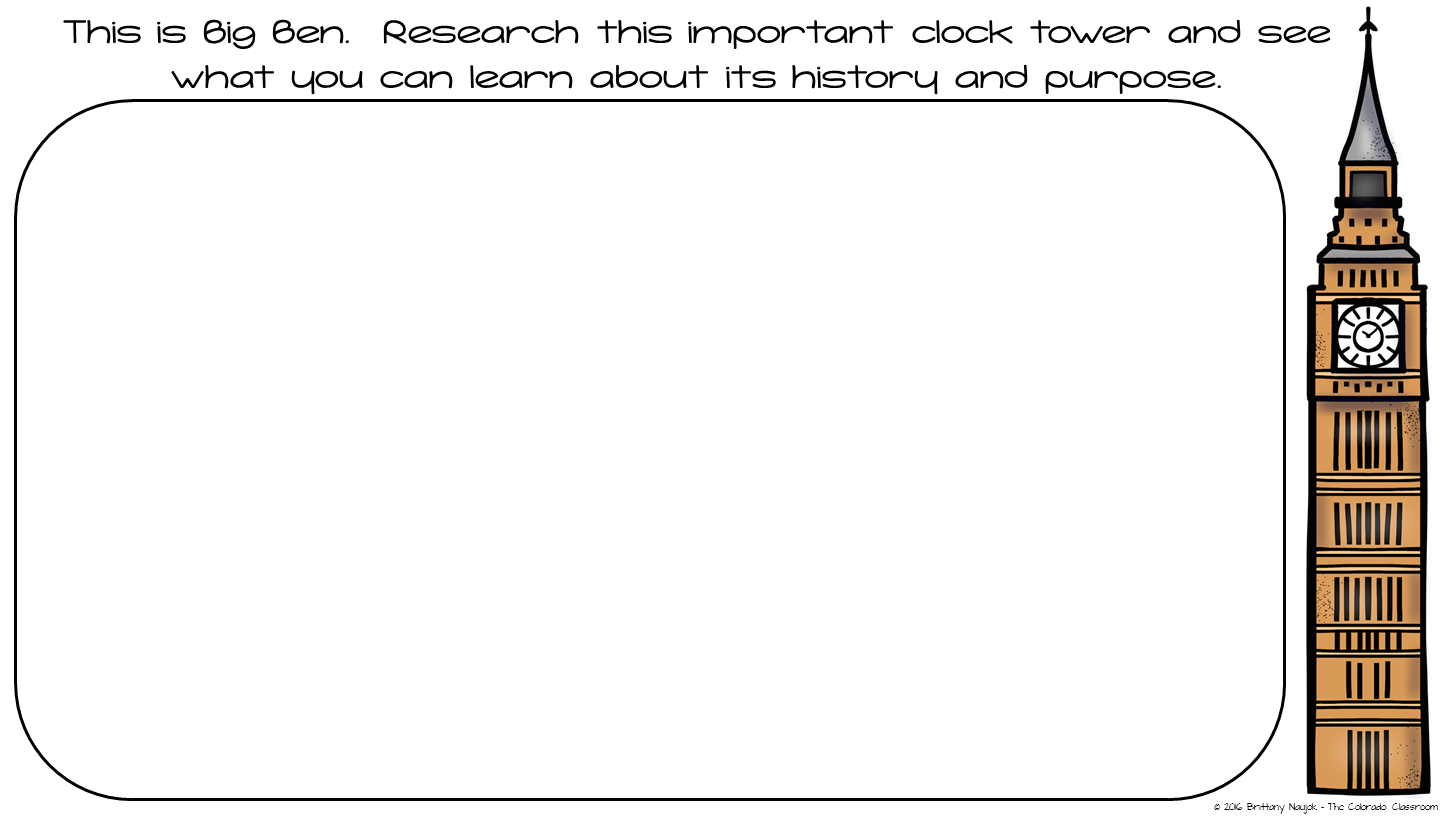 This is Big Ben.  Research this important clock tower and see
what you can learn about its history and purpose.
© 2016 Brittany Naujok - The Colorado Classroom